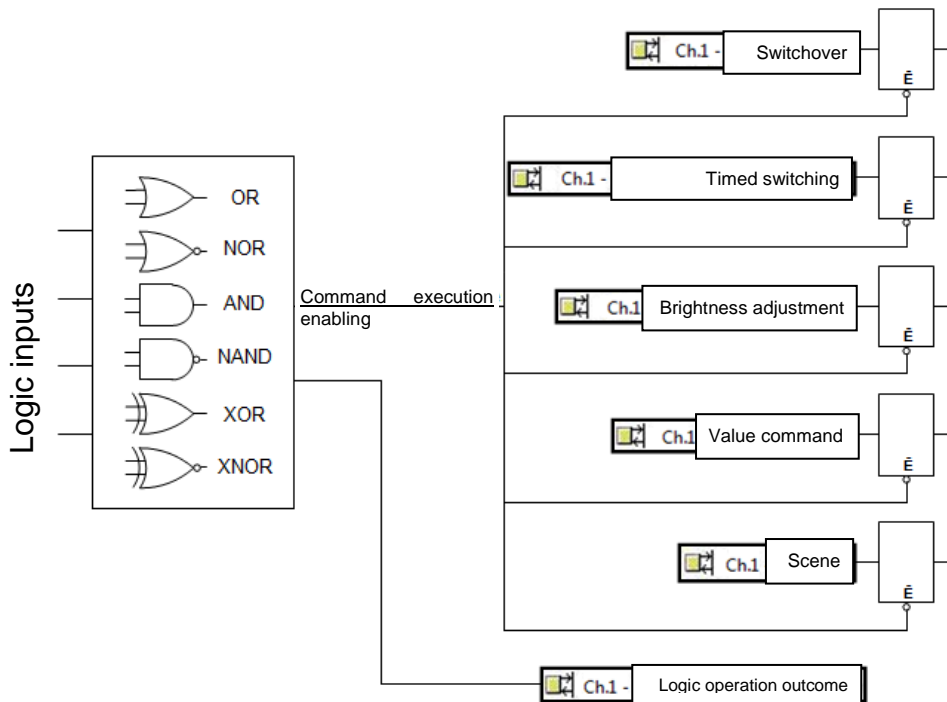 Ch.1 - Switchover
Ē
Ch.1 - Timed switching
Ē
OR
NOR
AND
NAND
XOR
XNOR
Logic inputs
Command execution
enabling
Ch.1 Brightness adjustment
Ē
Ch.1 Value command
Ē
Ch.1 Scene
Ē
Ch.1 - Logic operation outcome